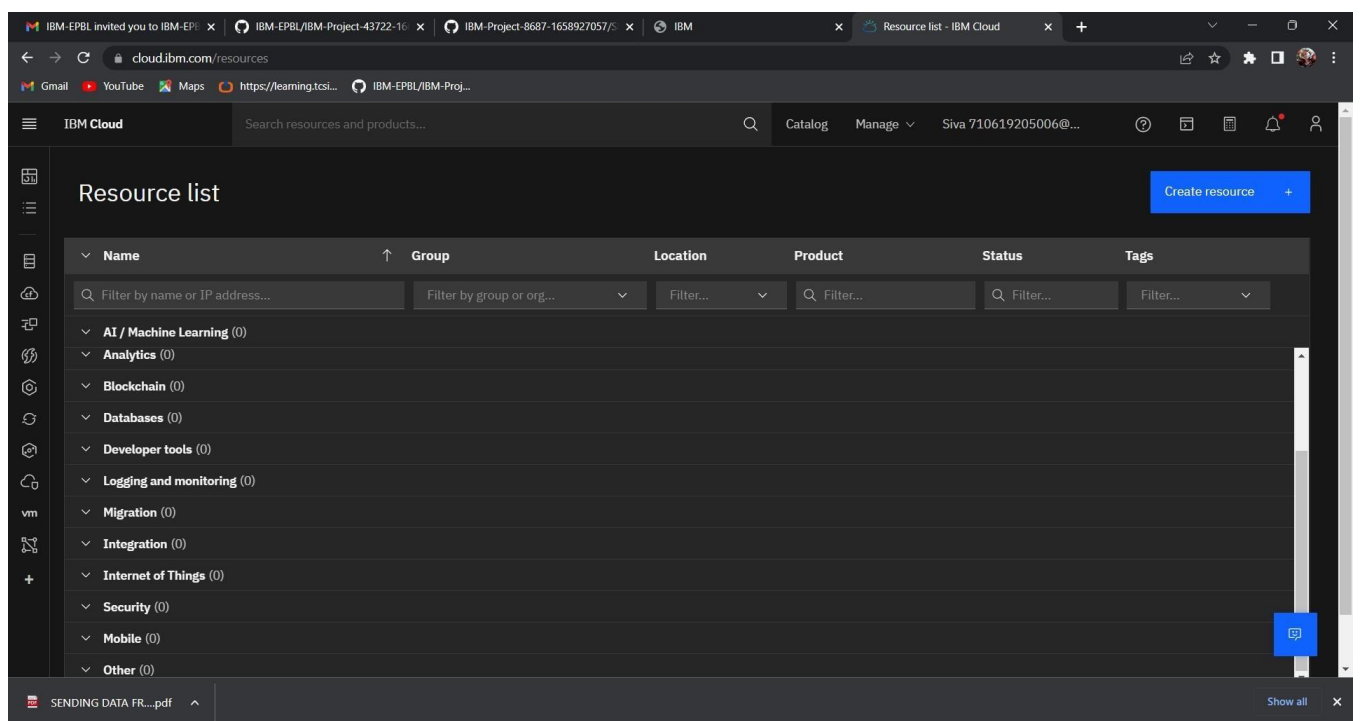 IBM-EPBL invited you to IBM-EPB
IBM-EPBL/IBM-Project-43722-16
IBM-Project-8687-1658927057/S
IBM
Resource list - IBM Cloud
cloud.ibm.com/resources
Gmail YouTube Maps https://learning.tcsi... IBM-EPBL/IBM-Proj...
IBM Cloud Search resources and products... Catalog Manage Siva 710619205006@...
Resource list
Create resource +
Name Group Location Product Status Tags
Filter by name or IP address... Filter by group or org... Filter... Filter... Filter... Filter...
AI / Machine Learning (0)
Analytics (0)
Blockchain (0)
Databases (0)
Developer tools (0)
Logging and monitoring (0)
Migration (0)
Integration (0)
Internet of Things (0)
Security (0)
Mobile (0)
Other (0)
cf
vm
SENDING DATA FR....pdf
Show all